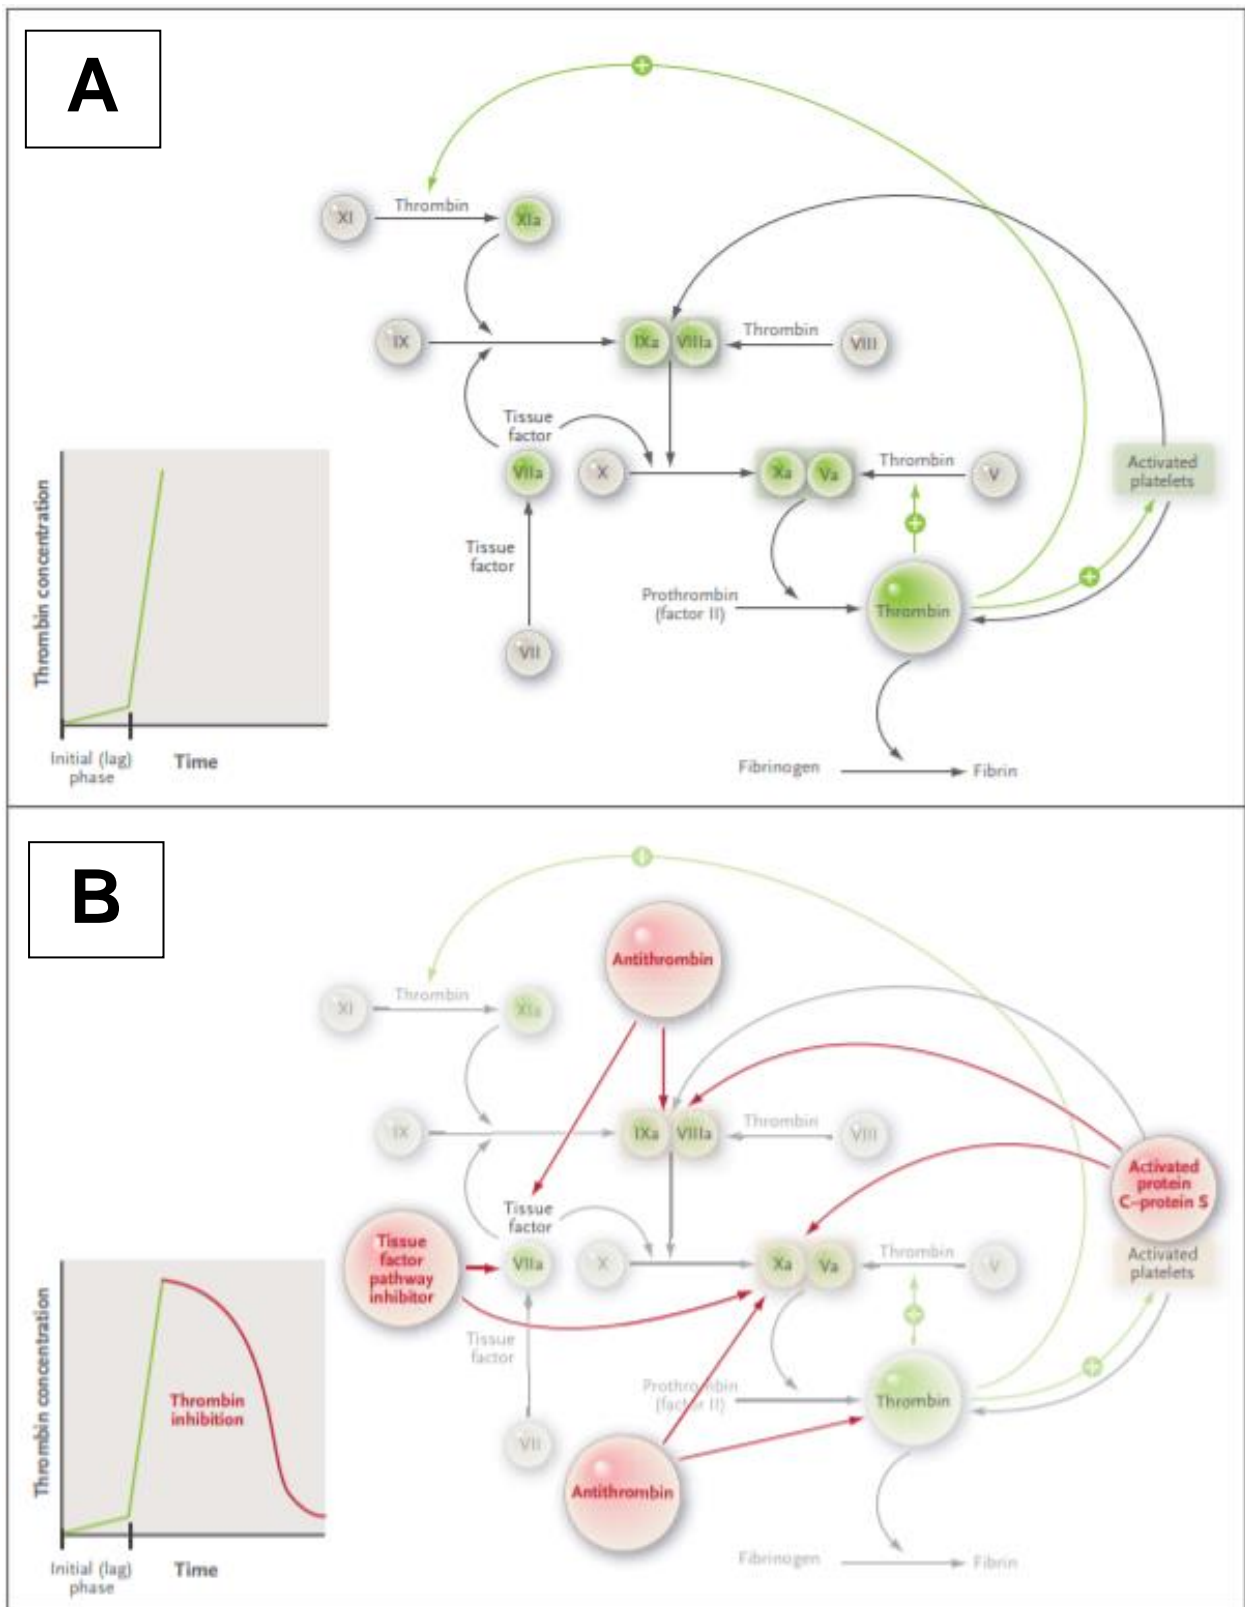 A
XI
Thrombin
XIa
IX
IXa
VIIIa
Thrombin
VIII
Tissue
factor
VIIa
X
Xa
Va
Thrombin
V
Activated
platelets
Tissue
factor
Prothrombin
(factor II)
Thrombin
VII
Fibrinogen
Fibrin
Thrombin concentration
Initial (lag)
phase
Time
B
Antithrombin
XI
Thrombin
XIa
IX
IXa
VIIIa
Thrombin
VIII
Activated
protein
C–protein S
Tissue
factor
Tissue
factor
pathway
inhibitor
VIIa
X
Xa
Va
Thrombin
V
Activated
platelets
Tissue
factor
Prothrombin
(factor II)
Thrombin
VII
Antithrombin
Fibrinogen
Fibrin
Thrombin concentration
Thrombin
inhibition
Initial (lag)
phase
Time